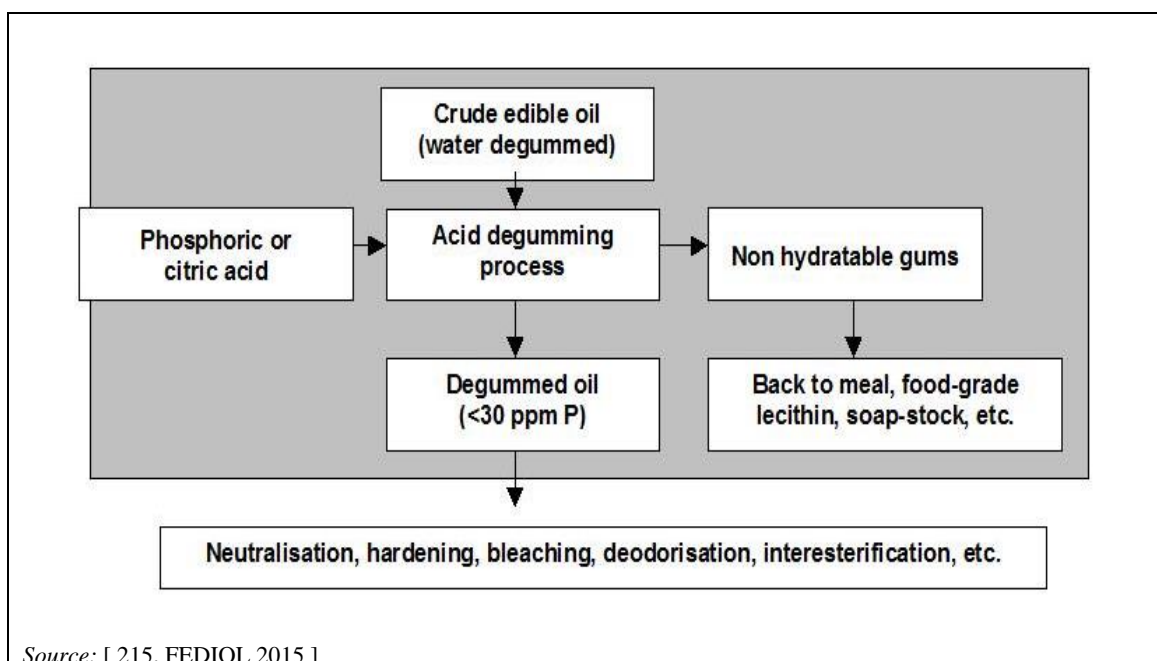 Crude edible oil
(water degummed)
Phosphoric or
citric acid
Acid degumming
process
Non hydratable gums
Degummed oil
(<30 ppm P)
Back to meal, food-grade
lecithin, soap-stock, etc.
Neutralisation, hardening, bleaching, deodorisation, interesterification, etc.
Source: [ 215, FEDIOL 2015 ]